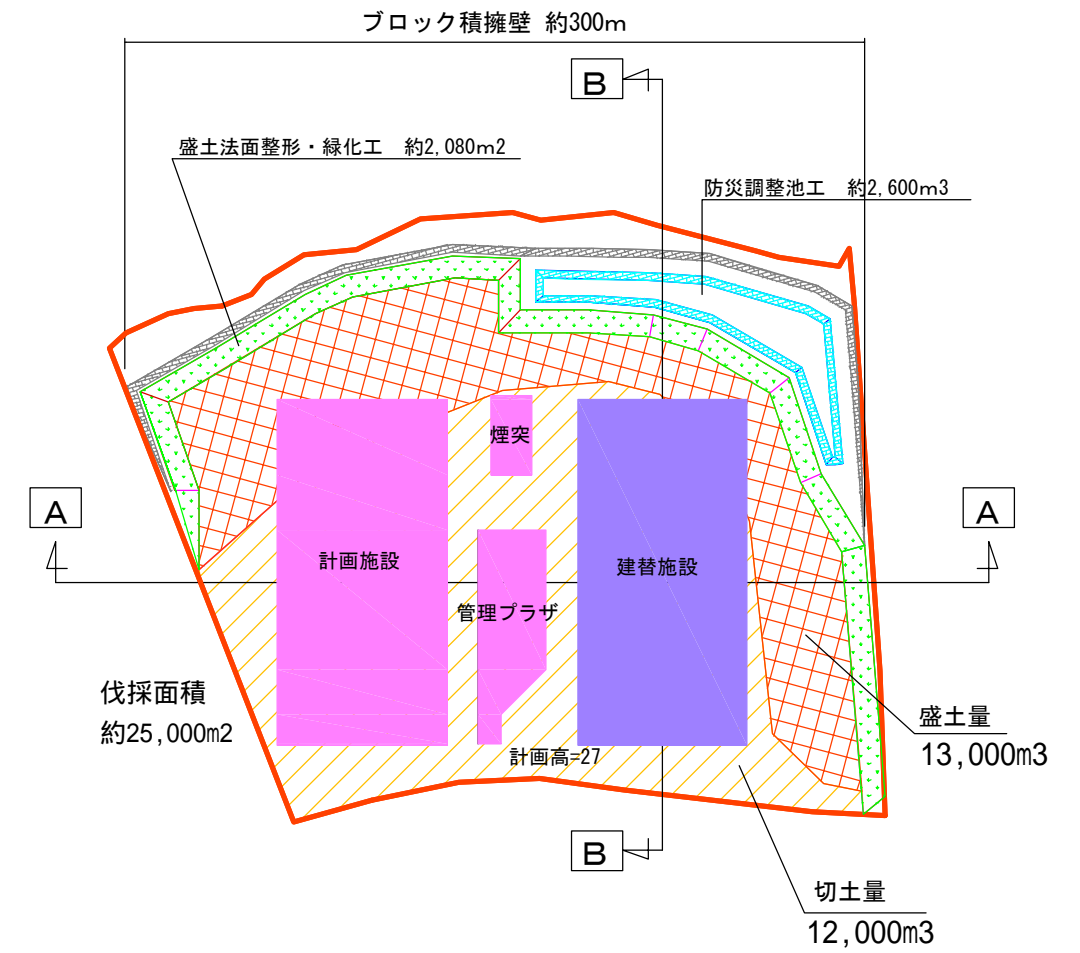 ブロック積擁壁 約300m
B
盛土法面整形・緑化工 約2,080m2
防災調整池工 約2,600m3
煙突
A
A
計画施設
建替施設
管理プラザ
伐採面積
約25,000m2
盛土量
13,000m3
計画高=27
B
切土量
12,000m3